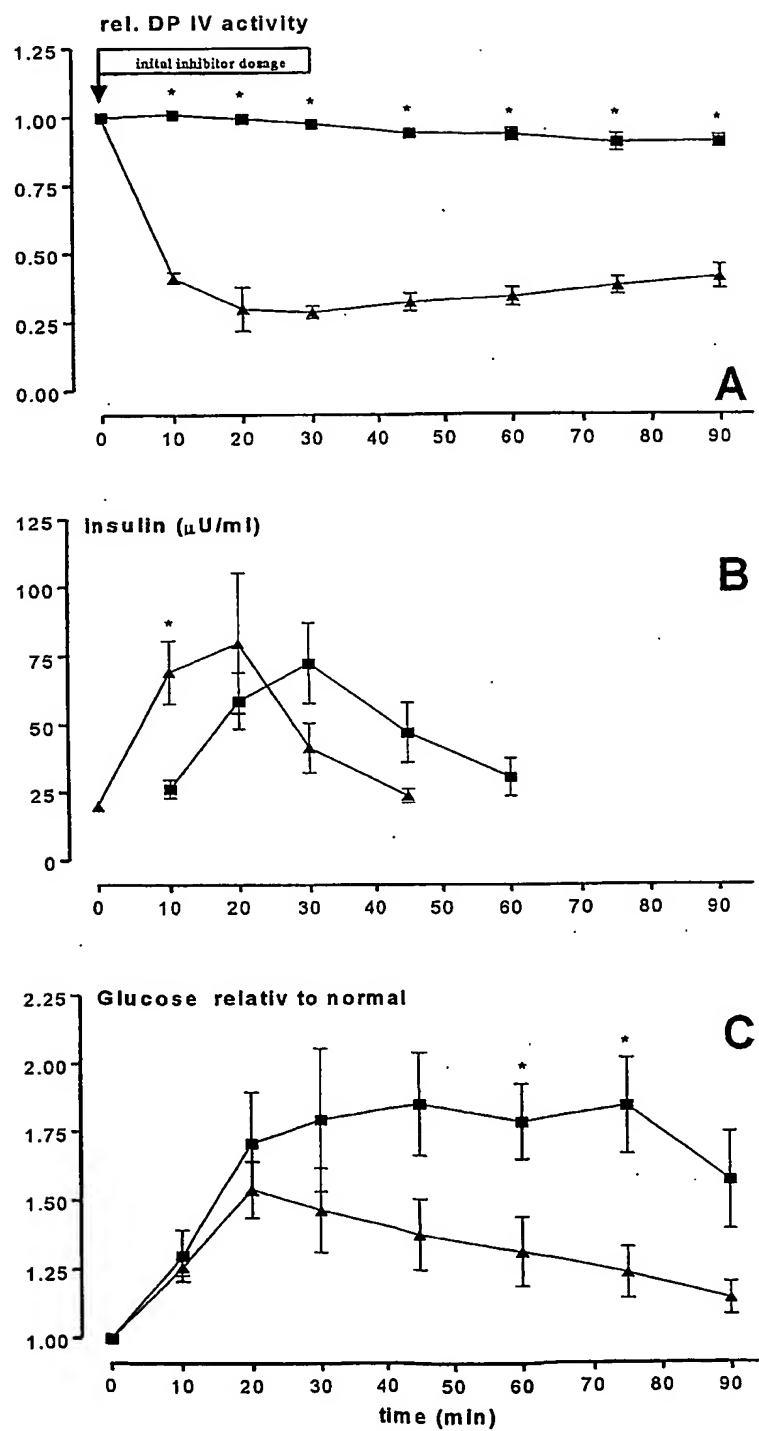 rel. DP IV activity
1.25
inital inhibitor dosage
* * * * * * *
1.00
0.75
0.50
0.25
0.00
A
0 10 20 30 40 50 60 70 80 90
125
insulin (μU/ml)
B
100
*
75
50
25
0
0 10 20 30 40 50 60 70 80 90
2.25
Glucose relativ to normal
C
* *
2.00
1.75
1.50
1.25
1.00
0 10 20 30 40 50 60 70 80 90
time (min)